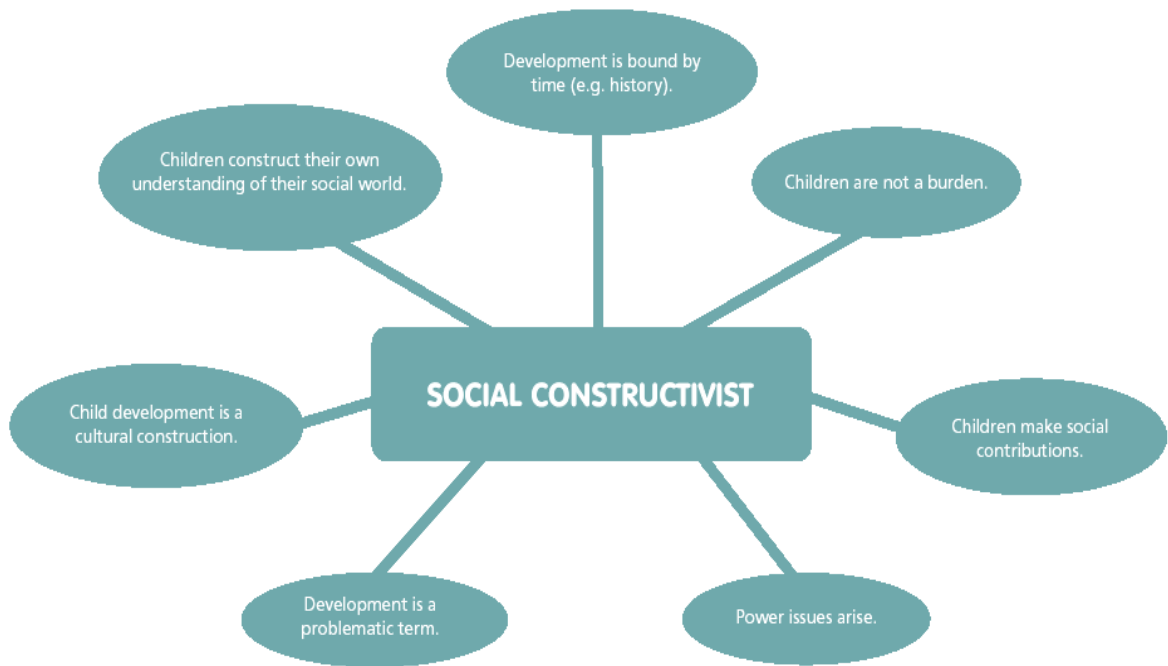 Development is bound by
time (e.g. history).
Children construct their own
understanding of their social world.
Children are not a burden.
SOCIAL CONSTRUCTIVIST
Child development is a
cultural construction.
Children make social
contributions.
Development is a
problematic term.
Power issues arise.